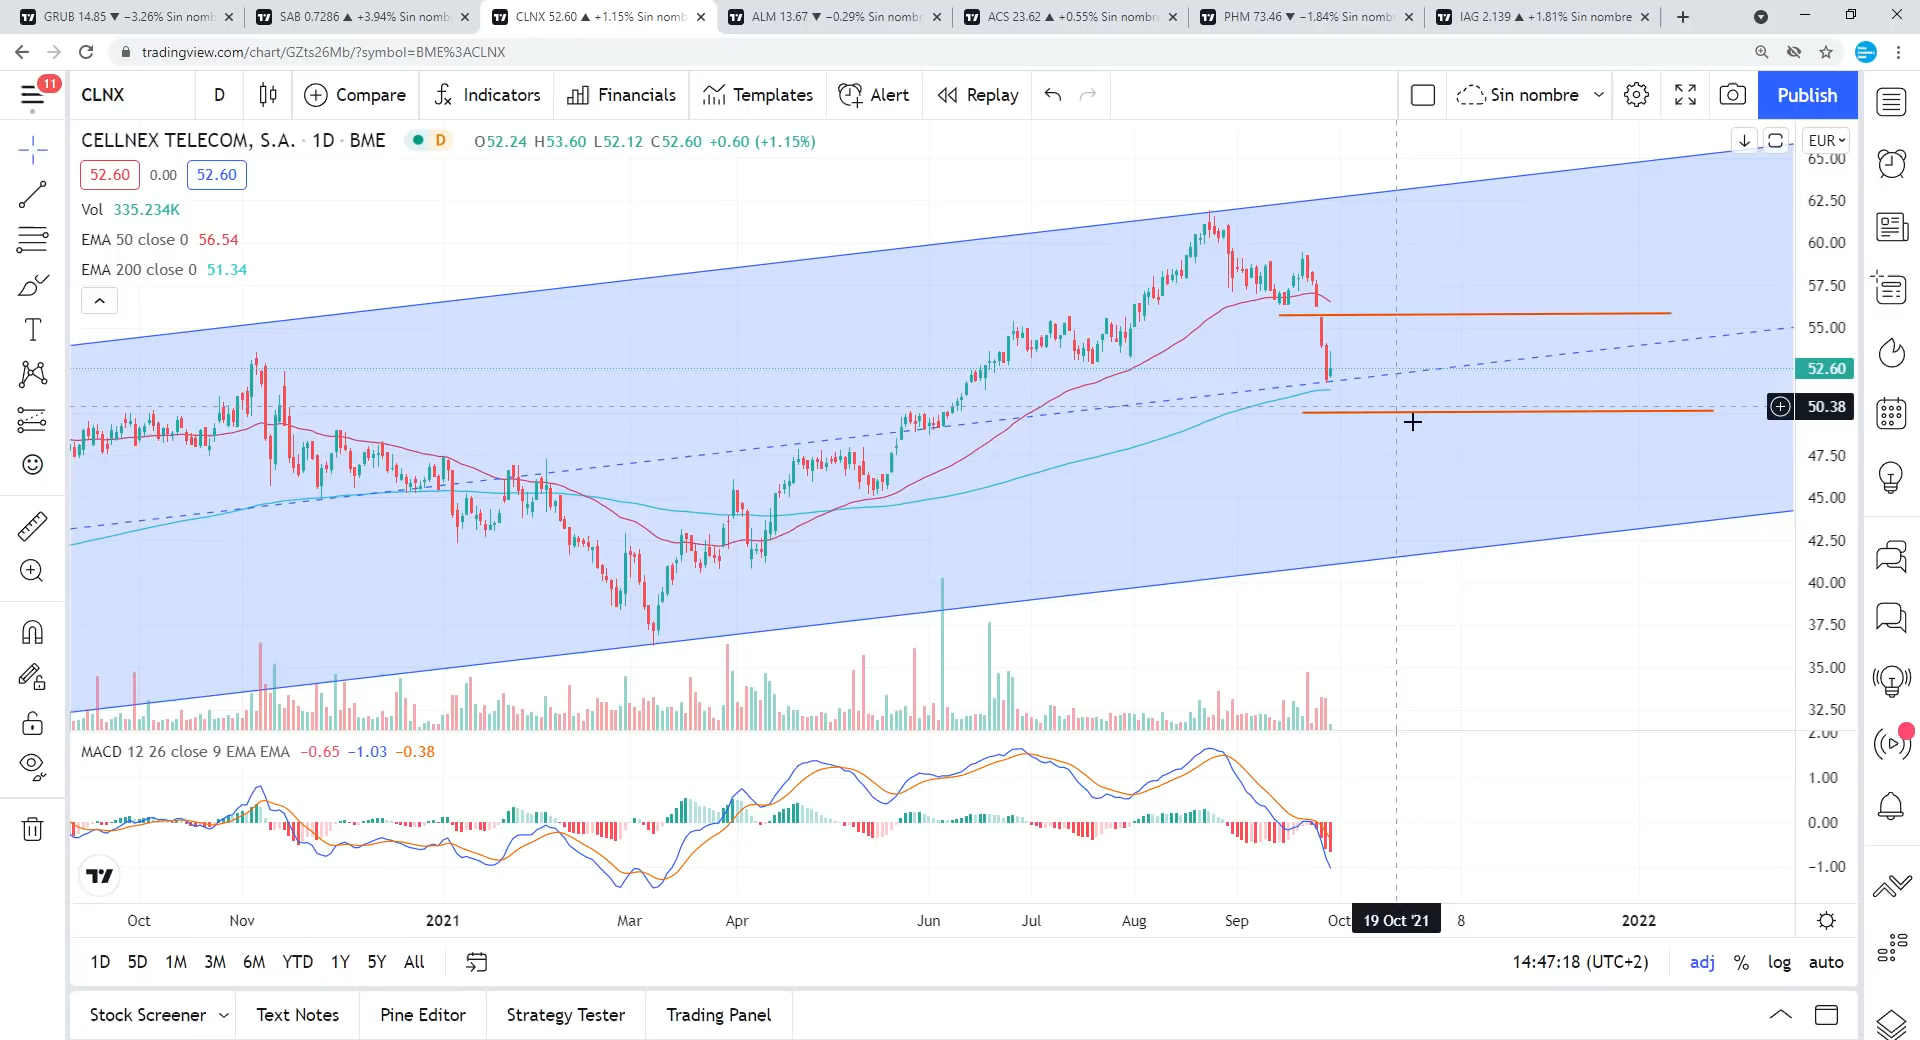 GRUB 14.85 ▼ −3.26% Sin nomb
SAB 0.7286 ▲ +3.94% Sin nomb
CLNX 52.60 ▲ +1.15% Sin nomb
ALM 13.67 ▼ −0.29% Sin nombr
ACS 23.62 ▲ +0.55% Sin nombre
PHM 73.46 ▼ −1.84% Sin nomb
IAG 2.139 ▲ +1.81% Sin nombre
tradingview.com/chart/GZts26Mb/?symbol=BME%3ACLNX
11
CLNX
D
Compare
Indicators
Financials
Templates
Alert
Replay
Sin nombre
Publish
CELLNEX TELECOM, S.A. · 1D · BME
D
O52.24 H53.60 L52.12 C52.60 +0.60 (+1.15%)
EUR
52.60 0.00 52.60
Vol 335.234K
EMA 50 close 0 56.54
EMA 200 close 0 51.34
65.00
62.50
60.00
57.50
55.00
52.60
50.38
47.50
45.00
42.50
40.00
37.50
35.00
32.50
MACD 12 26 close 9 EMA EMA −0.65 −1.03 −0.38
2.00
1.00
0.00
−1.00
Oct Nov 2021 Mar Apr Jun Jul Aug Sep Oct 19 Oct '21 8 2022
1D 5D 1M 3M 6M YTD 1Y 5Y All
14:47:18 (UTC+2) adj % log auto
Stock Screener Text Notes Pine Editor Strategy Tester Trading Panel